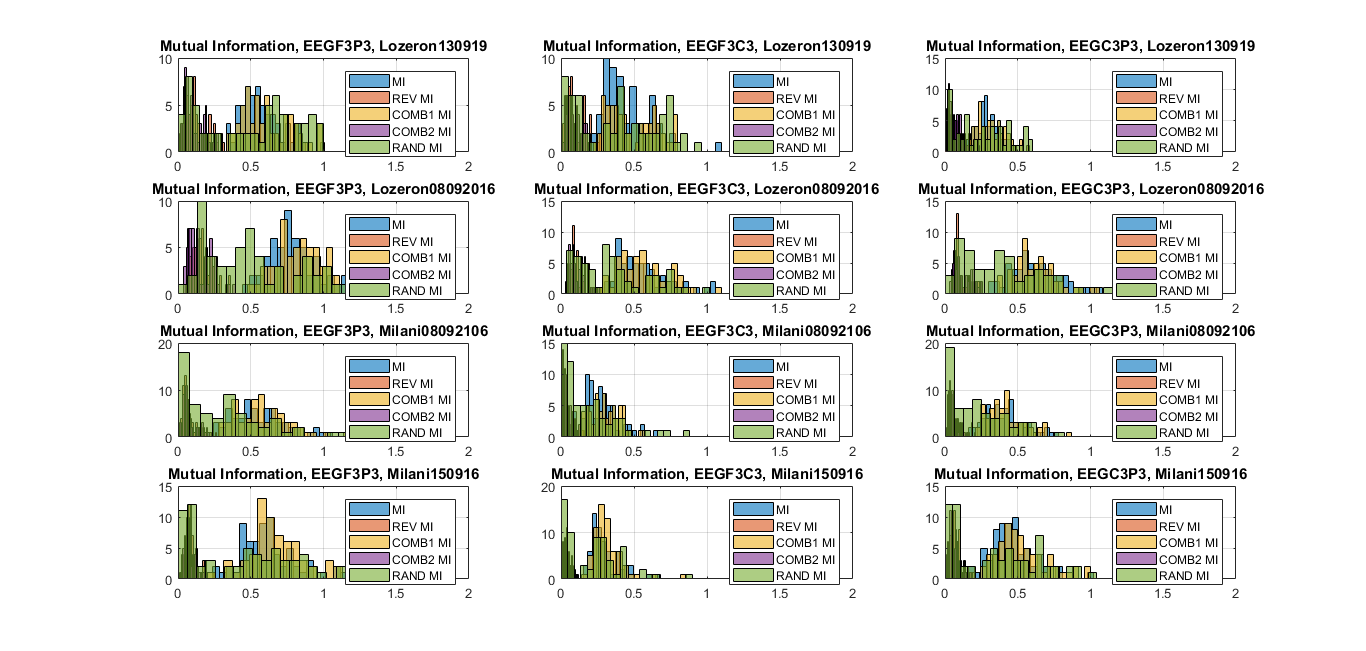 Mutual Information, EEGF3P3, Lozeron130919
10
5
0
0
0.5
1
1.5
2
MI
REV MI
COMB1 MI
COMB2 MI
RAND MI
Mutual Information, EEGF3C3, Lozeron130919
10
5
0
0
0.5
1
1.5
2
MI
REV MI
COMB1 MI
COMB2 MI
RAND MI
Mutual Information, EEGC3P3, Lozeron130919
15
10
5
0
0
0.5
1
1.5
2
MI
REV MI
COMB1 MI
COMB2 MI
RAND MI
Mutual Information, EEGF3P3, Lozeron08092016
10
5
0
0
0.5
1
1.5
2
MI
REV MI
COMB1 MI
COMB2 MI
RAND MI
Mutual Information, EEGF3C3, Lozeron08092016
15
10
5
0
0
0.5
1
1.5
2
MI
REV MI
COMB1 MI
COMB2 MI
RAND MI
Mutual Information, EEGC3P3, Lozeron08092016
15
10
5
0
0
0.5
1
1.5
2
MI
REV MI
COMB1 MI
COMB2 MI
RAND MI
Mutual Information, EEGF3P3, Milani08092106
20
10
0
0
0.5
1
1.5
2
MI
REV MI
COMB1 MI
COMB2 MI
RAND MI
Mutual Information, EEGF3C3, Milani08092106
15
10
5
0
0
0.5
1
1.5
2
MI
REV MI
COMB1 MI
COMB2 MI
RAND MI
Mutual Information, EEGC3P3, Milani08092106
20
10
0
0
0.5
1
1.5
2
MI
REV MI
COMB1 MI
COMB2 MI
RAND MI
Mutual Information, EEGF3P3, Milani150916
15
10
5
0
0
0.5
1
1.5
2
MI
REV MI
COMB1 MI
COMB2 MI
RAND MI
Mutual Information, EEGF3C3, Milani150916
20
10
0
0
0.5
1
1.5
2
MI
REV MI
COMB1 MI
COMB2 MI
RAND MI
Mutual Information, EEGC3P3, Milani150916
15
10
5
0
0
0.5
1
1.5
2
MI
REV MI
COMB1 MI
COMB2 MI
RAND MI